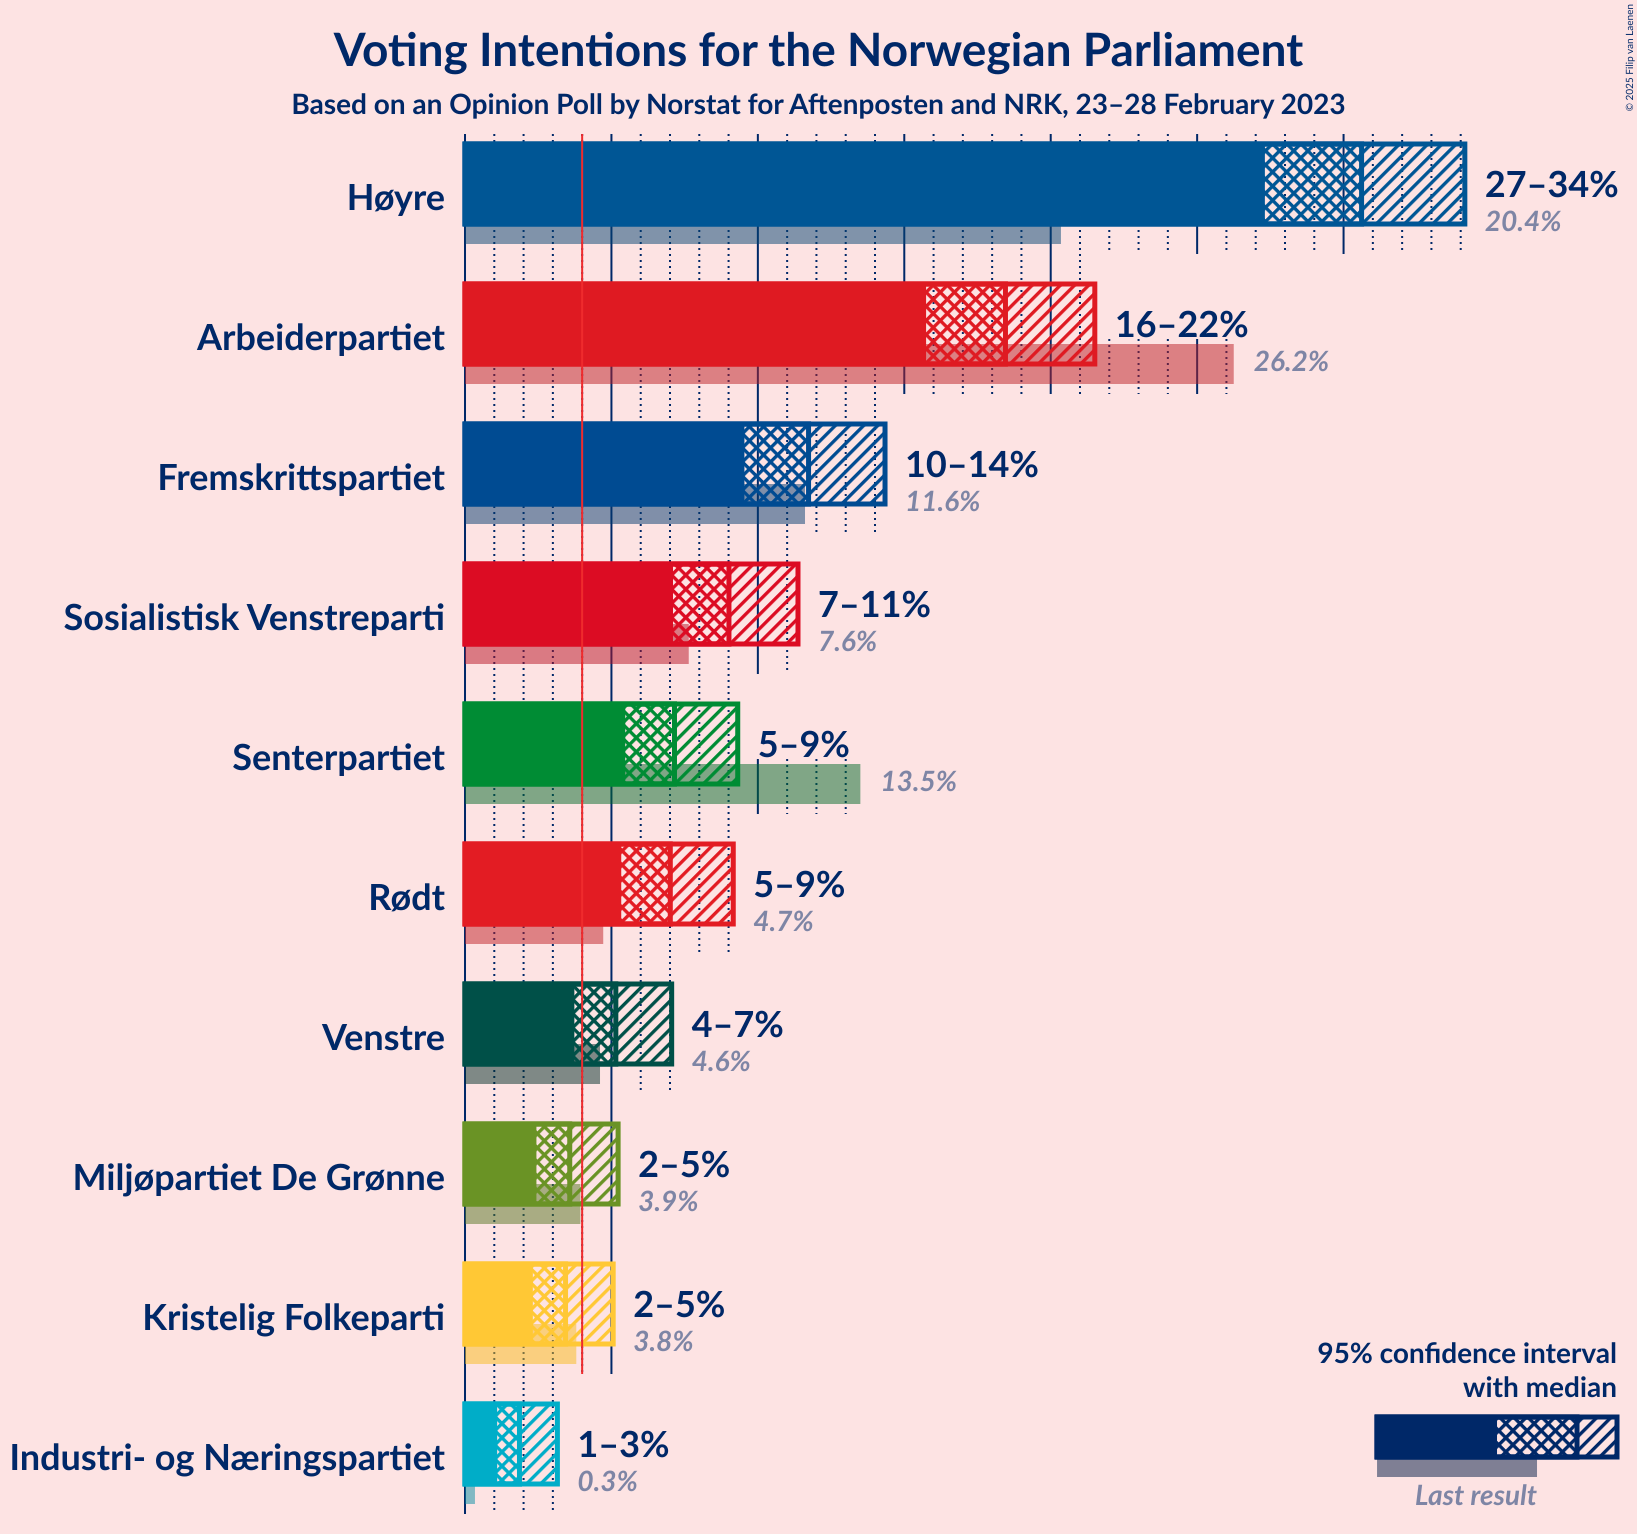 Voting Intentions for the Norwegian Parliament
Based on an Opinion Poll by Norstat for Aftenposten and NRK, 23–28 February 2023
© 2025 Filip van Laenen
Høyre
27–34%
20.4%
Arbeiderpartiet
16–22%
26.2%
Fremskrittspartiet
10–14%
11.6%
Sosialistisk Venstreparti
7–11%
7.6%
Senterpartiet
5–9%
13.5%
Rødt
5–9%
4.7%
Venstre
4–7%
4.6%
Miljøpartiet De Grønne
2–5%
3.9%
Kristelig Folkeparti
2–5%
3.8%
Industri- og Næringspartiet
1–3%
0.3%
95% confidence interval
with median
Last result